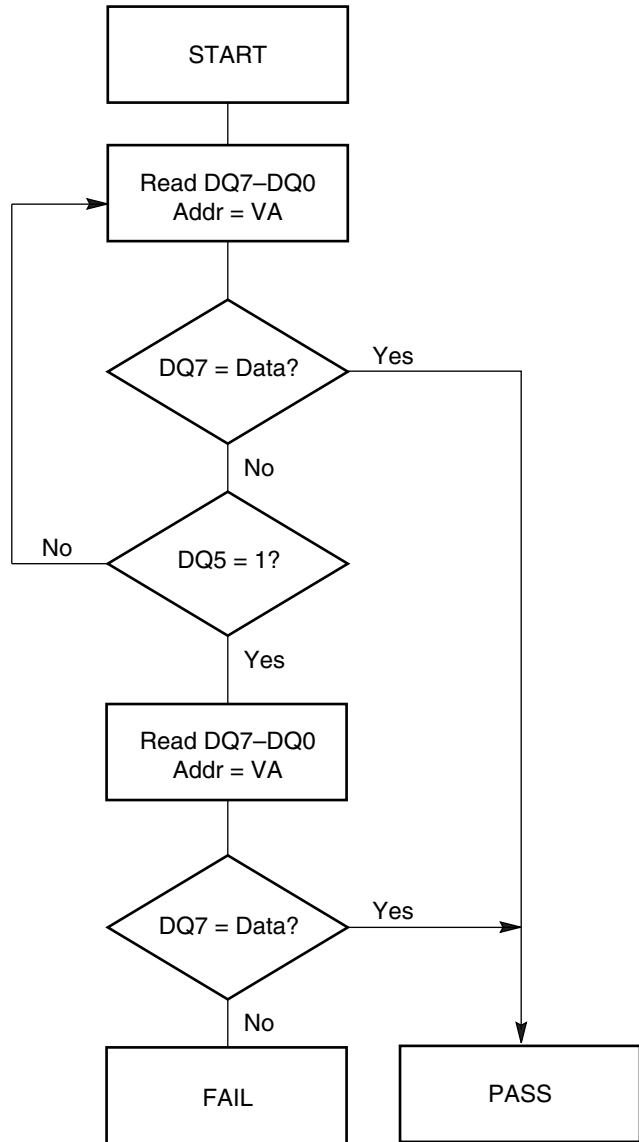 START
Read DQ7–DQ0
Addr = VA
DQ7 = Data?
Yes
No
No
DQ5 = 1?
Yes
Read DQ7–DQ0
Addr = VA
DQ7 = Data?
Yes
No
FAIL
PASS